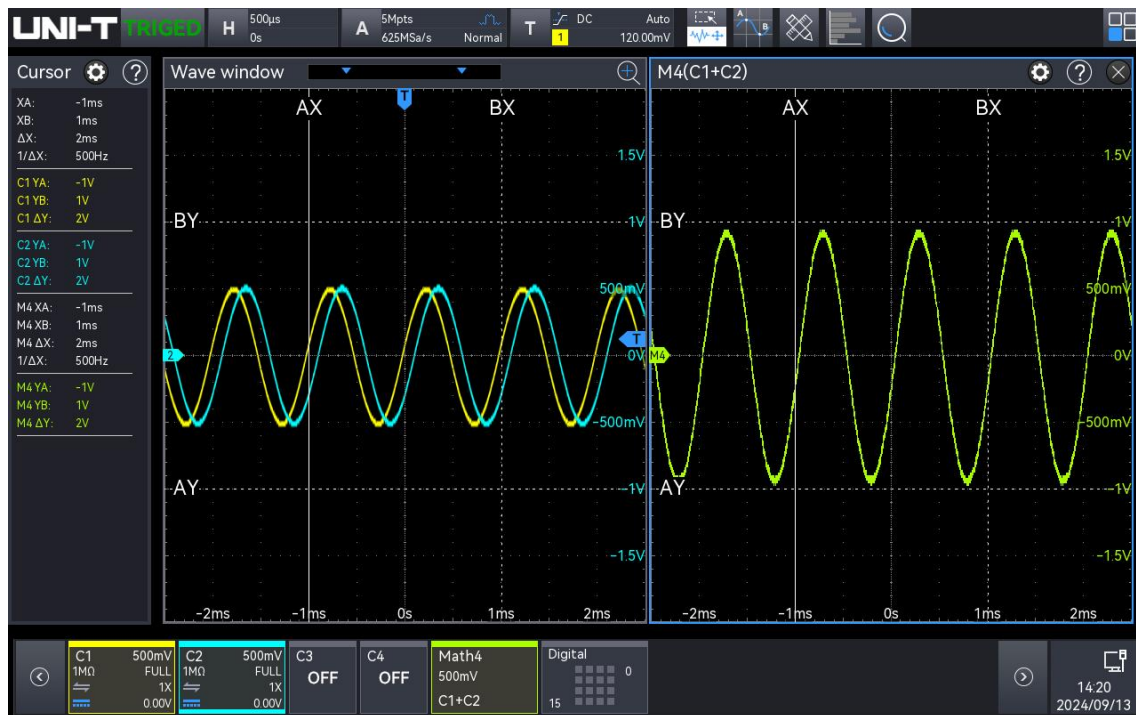 UNI-T TRIGED H 500μs 0s A 5Mpts 625MSa/s Normal T 1 DC Auto 120.00mV A B
Cursor ?
XA: -1ms
XB: 1ms
ΔX: 2ms
1/ΔX: 500Hz
C1 YA: -1V
C1 YB: 1V
C1 ΔY: 2V
C2 YA: -1V
C2 YB: 1V
C2 ΔY: 2V
M4 XA: -1ms
M4 XB: 1ms
M4 ΔX: 2ms
1/ΔX: 500Hz
M4 YA: -1V
M4 YB: 1V
M4 ΔY: 2V
Wave window
T
AX BX
1.5V
BY 1V
500mV
T
2 0V
-500mV
AY -1V
-1.5V
-2ms -1ms 0s 1ms 2ms
M4(C1+C2) ?
AX BX
1.5V
BY 1V
500mV
M4 0V
-500mV
AY -1V
-1.5V
-2ms -1ms 0s 1ms 2ms
C1 500mV
1MΩ FULL
1X
0.00V
C2 500mV
1MΩ FULL
1X
0.00V
C3
OFF
C4
OFF
Math4
500mV
C1+C2
Digital
0
15
14:20
2024/09/13